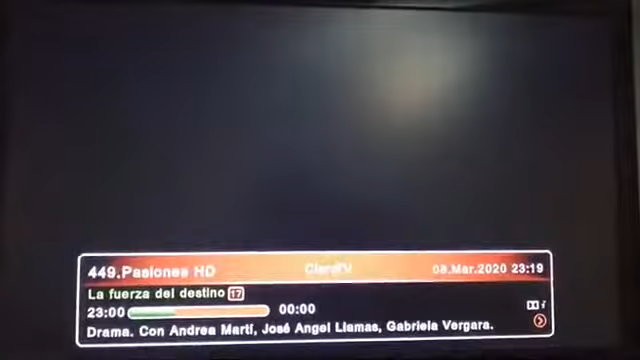 449.Pasiones HD ClaroTV 08.Mar.2020 23:19
La fuerza del destino 17
23:00 00:00
Drama. Con Andrea Martí, José Angel Llamas, Gabriela Vergara.